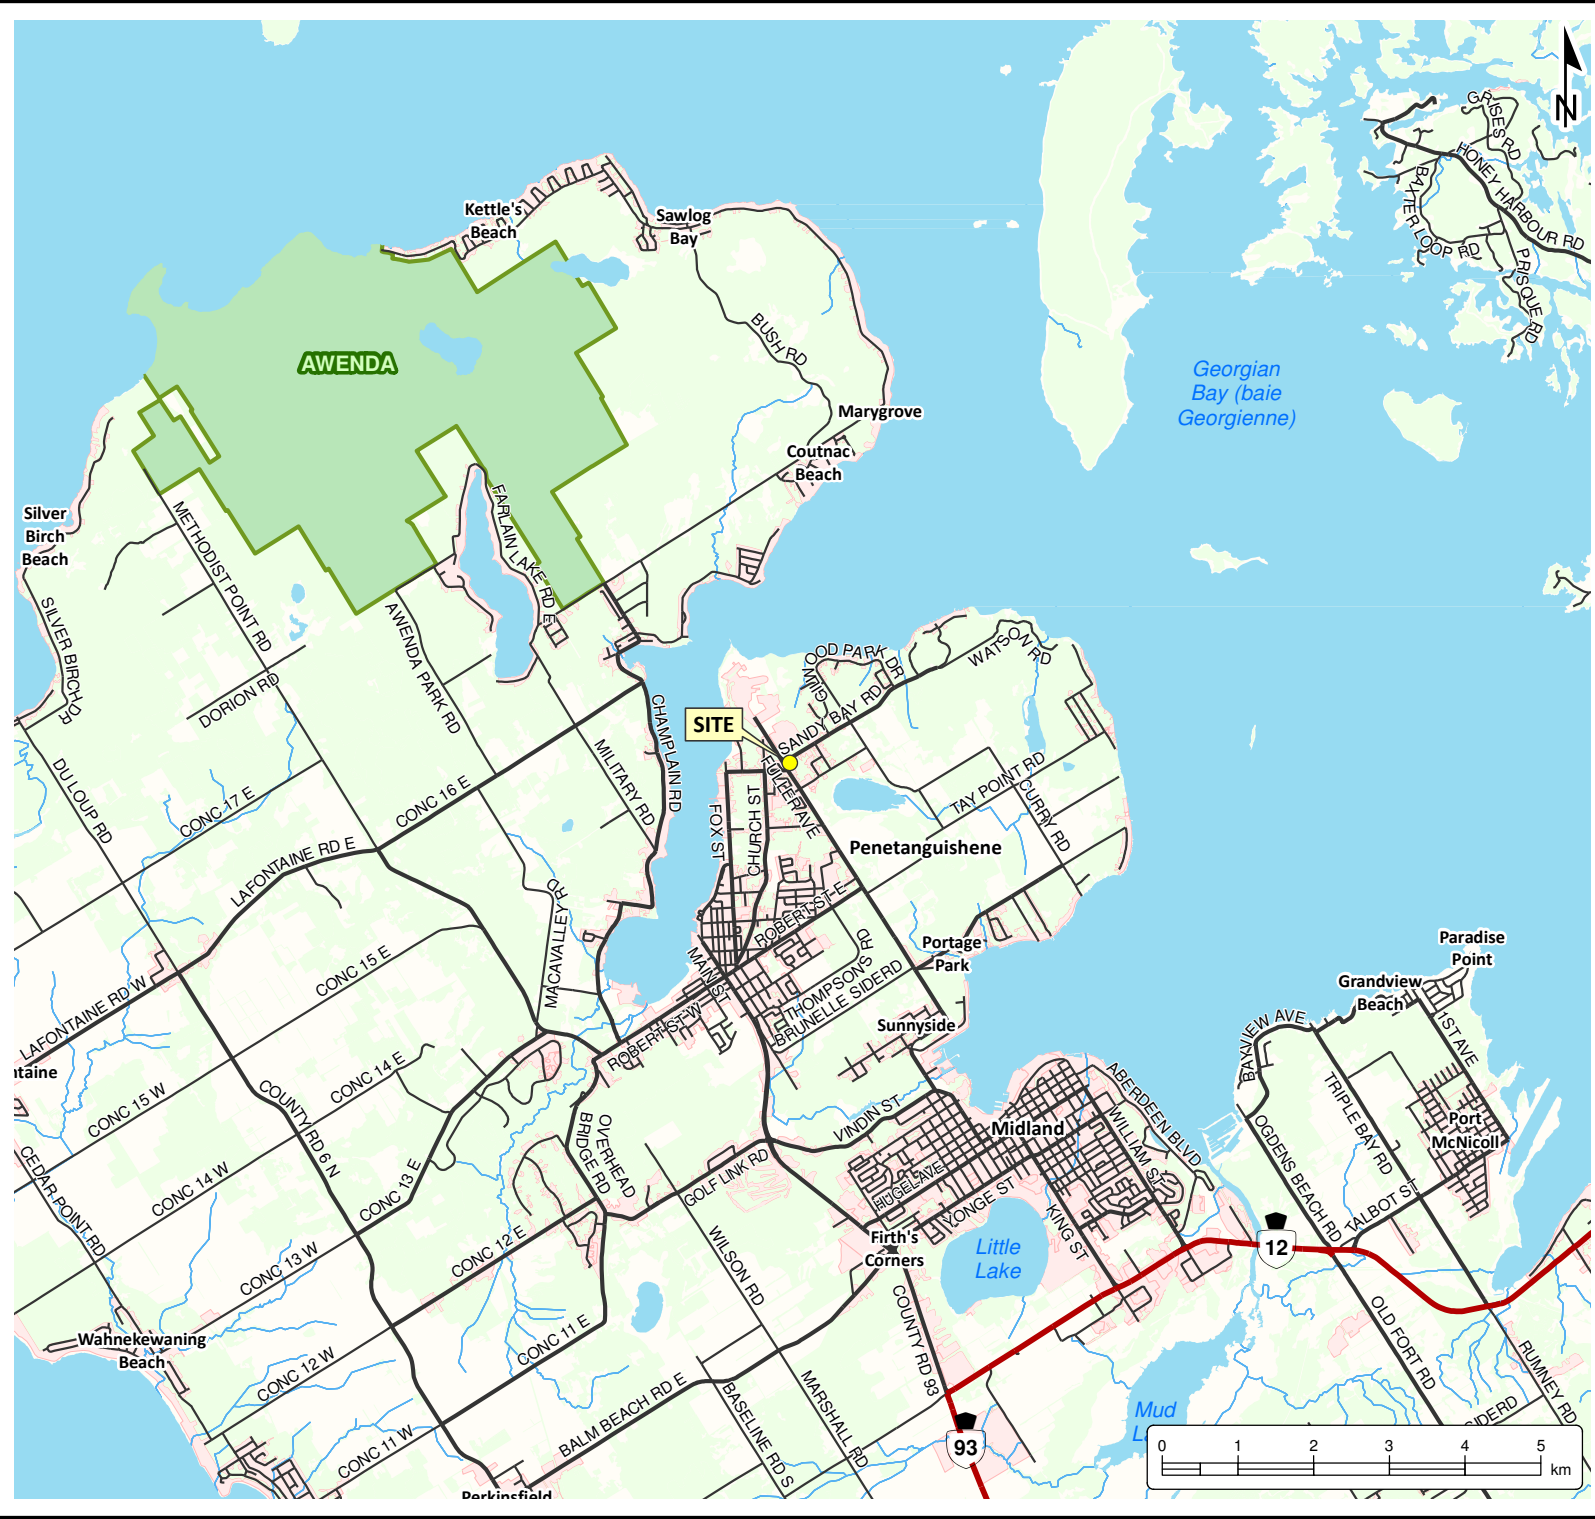 N
GRISES RD
HONEY HARBOUR RD
BAXTER LOOP RD
PRISQUE RD
Kettle's
Beach
Sawlog
Bay
BUSH RD
AWENDA
Georgian
Bay (baie
Georgienne)
Marygrove
Coutnac
Beach
Silver
Birch
Beach
METHODIST POINT RD
FARLAIN LAKE RD E
SILVER BIRCH DR
AWENDA PARK RD
DORION RD
GILWOOD PARK DR
WATSON RD
SANDY BAY RD
SITE
CHAMPLAIN RD
MILITARY RD
FULLER AVE
TAY POINT RD
CURRY RD
DULOUP RD
CONC 17 E
CONC 16 E
FOX ST
CHURCH ST
Penetanguishene
LAFONTAINE RD E
MACAVALLEY RD
ROBERT ST E
MAIN ST
THOMPSONS RD
BRUNELLE SIDERD
Portage
Park
Paradise
Point
Grandview
Beach
CONC 15 E
LAFONTAINE RD W
ntaine
ROBERT ST W
Sunnyside
BAYVIEW AVE
1ST AVE
CONC 14 E
CONC 15 W
COUNTY RD 6 N
OVERHEAD
BRIDGE RD
VINDIN ST
Midland
ABERDEEN BLVD
WILLIAM ST
OGDENS BEACH RD
TRIPLE BAY RD
Port
McNicoll
CEDAR POINT RD
CONC 14 W
CONC 13 E
GOLF LINK RD
HUGEL AVE
YONGE ST
KING ST
TALBOT ST
Firth's
Corners
Little
Lake
12
CONC 13 W
CONC 12 E
WILSON RD
COUNTY RD 93
OLD FORT RD
RUMNEY RD
Wahnekewaning
Beach
CONC 12 W
CONC 11 E
BALM BEACH RD E
BASELINE RD S
MARSHALL RD
Mud
CONC 11 W
93
SIDERD
Perkinsfield
0 1 2 3 4 5
km